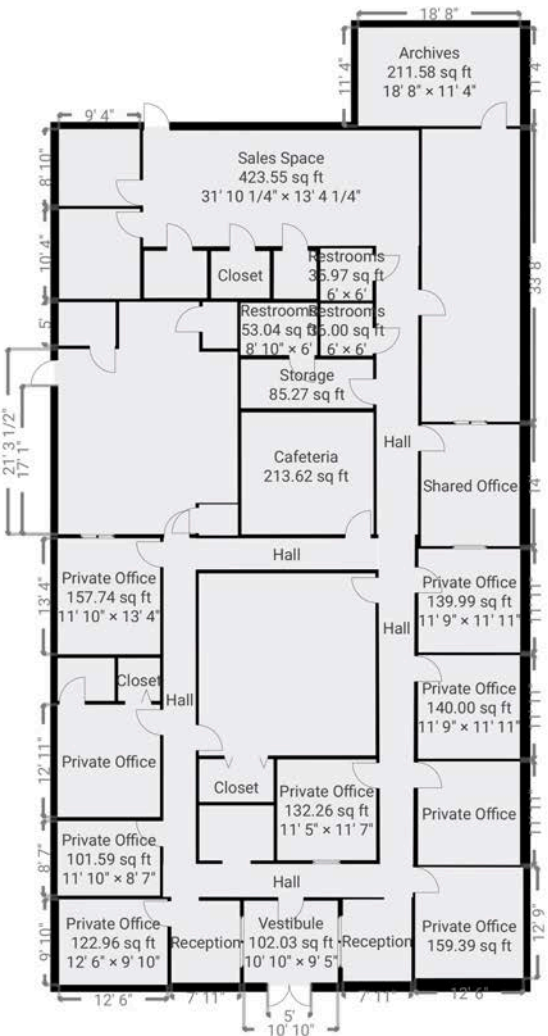 18' 8"
Archives
211.58 sq ft
18' 8" × 11' 4"
11' 4"
11' 4"
9' 4"
8' 10"
Sales Space
423.55 sq ft
31' 10 1/4" × 13' 4 1/4"
10' 4"
Closet
Restrooms
35.97 sq ft
6' × 6'
33' 8"
5'
Restrooms
53.04 sq ft
8' 10" × 6'
Restrooms
36.00 sq ft
6' × 6'
Storage
85.27 sq ft
21' 3 1/2"
17' 1"
Hall
Cafeteria
213.62 sq ft
Shared Office
14'
Hall
13' 4"
Private Office
157.74 sq ft
11' 10" × 13' 4"
Private Office
139.99 sq ft
11' 9" × 11' 11"
11' 11"
Hall
Closet
Hall
Private Office
140.00 sq ft
11' 9" × 11' 11"
11' 11"
12' 11"
Private Office
Closet
Private Office
132.26 sq ft
11' 5" × 11' 7"
Private Office
11' 11"
8' 7"
Private Office
101.59 sq ft
11' 10" × 8' 7"
Hall
9' 10"
Private Office
122.96 sq ft
12' 6" × 9' 10"
Reception
Vestibule
102.03 sq ft
10' 10" × 9' 5"
Reception
Private Office
159.39 sq ft
12' 9"
12' 6"
7' 11"
5'
10' 10"
7' 11"
12' 6"